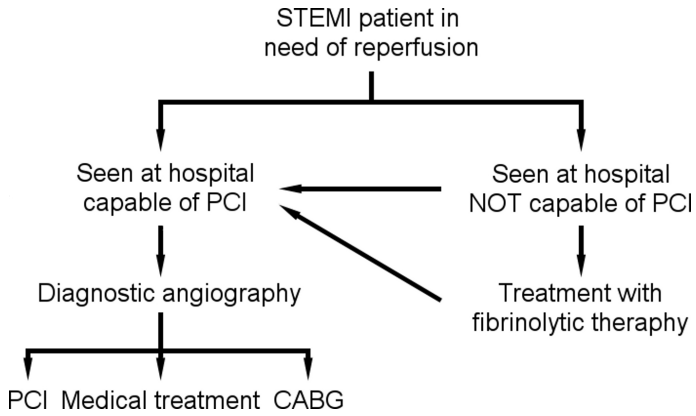 STEMI patient in
need of reperfusion
Seen at hospital
capable of PCI
Seen at hospital
NOT capable of PCI
Diagnostic angiography
Treatment with
fibrinolytic theraphy
PCI Medical treatment CABG